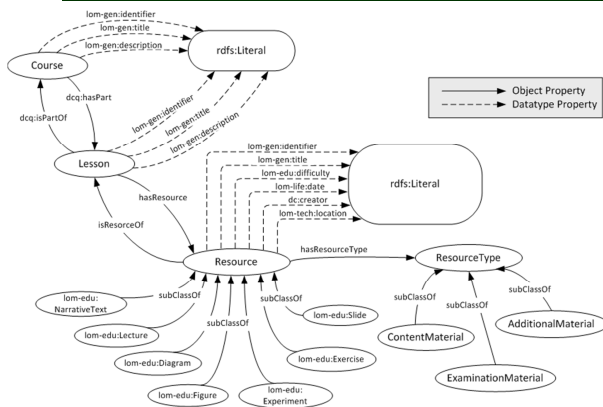 lom-gen:identifier
lom-gen:title
lom-gen:description
rdfs:Literal
Course
Object Property
Datatype Property
dcq:hasPart
dcq:isPartOf
lom-gen:identifier
lom-gen:title
lom-gen:description
Lesson
lom-gen:identifier
lom-gen:title
lom-edu:difficulty
lom-life:date
dc:creator
lom-tech:location
rdfs:Literal
hasResource
isResorceOf
Resource
hasResourceType
ResourceType
subClassOf
subClassOf
subClassOf
subClassOf
subClassOf
subClassOf
lom-edu:
NarrativeText
lom-edu:Lecture
lom-edu:Diagram
lom-edu:Figure
lom-edu:
Experiment
lom-edu:Exercise
lom-edu:Slide
ContentMaterial
AdditionalMaterial
ExaminationMaterial